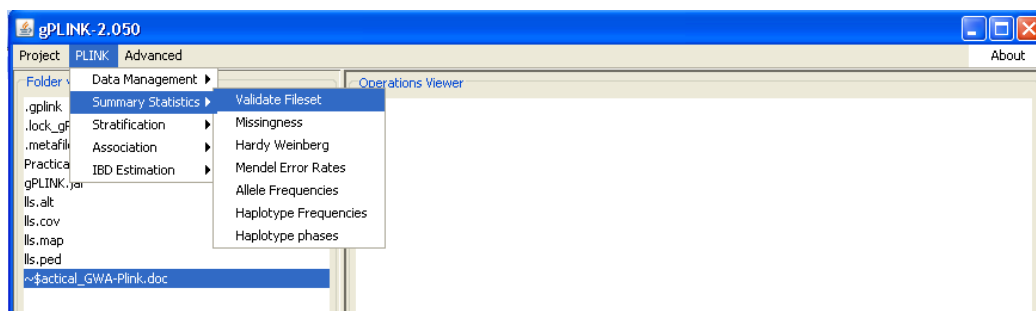 gPLINK-2.050
Project PLINK Advanced About
Folder
Operations Viewer
Data Management
Summary Statistics
Stratification
Association
IBD Estimation
Validate Fileset
Missingness
Hardy Weinberg
Mendel Error Rates
Allele Frequencies
Haplotype Frequencies
Haplotype phases
.gplink
.lock_gP
.metafil
Practica
gPLINK.jar
lls.alt
lls.cov
lls.map
lls.ped
~$actical_GWA-Plink.doc